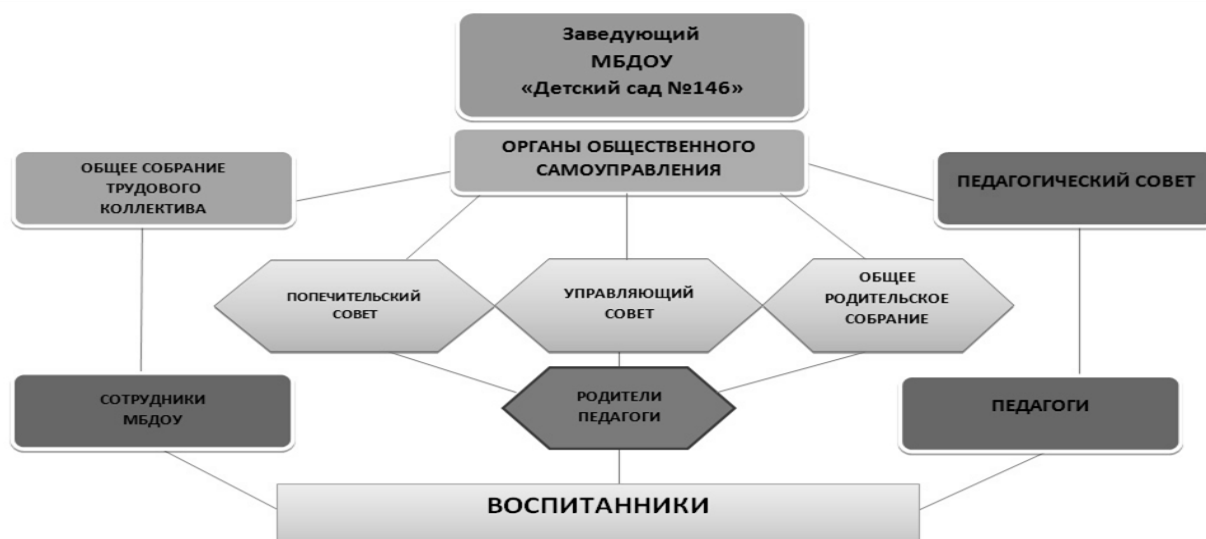 Заведующий
МБДОУ
«Детский сад №146»
ОРГАНЫ ОБЩЕСТВЕННОГО
САМОУПРАВЛЕНИЯ
ОБЩЕЕ СОБРАНИЕ
ТРУДОВОГО
КОЛЛЕКТИВА
ПЕДАГОГИЧЕСКИЙ СОВЕТ
ПОПЕЧИТЕЛЬСКИЙ
СОВЕТ
УПРАВЛЯЮЩИЙ
СОВЕТ
ОБЩЕЕ
РОДИТЕЛЬСКОЕ
СОБРАНИЕ
СОТРУДНИКИ
МБДОУ
РОДИТЕЛИ
ПЕДАГОГИ
ПЕДАГОГИ
ВОСПИТАННИКИ